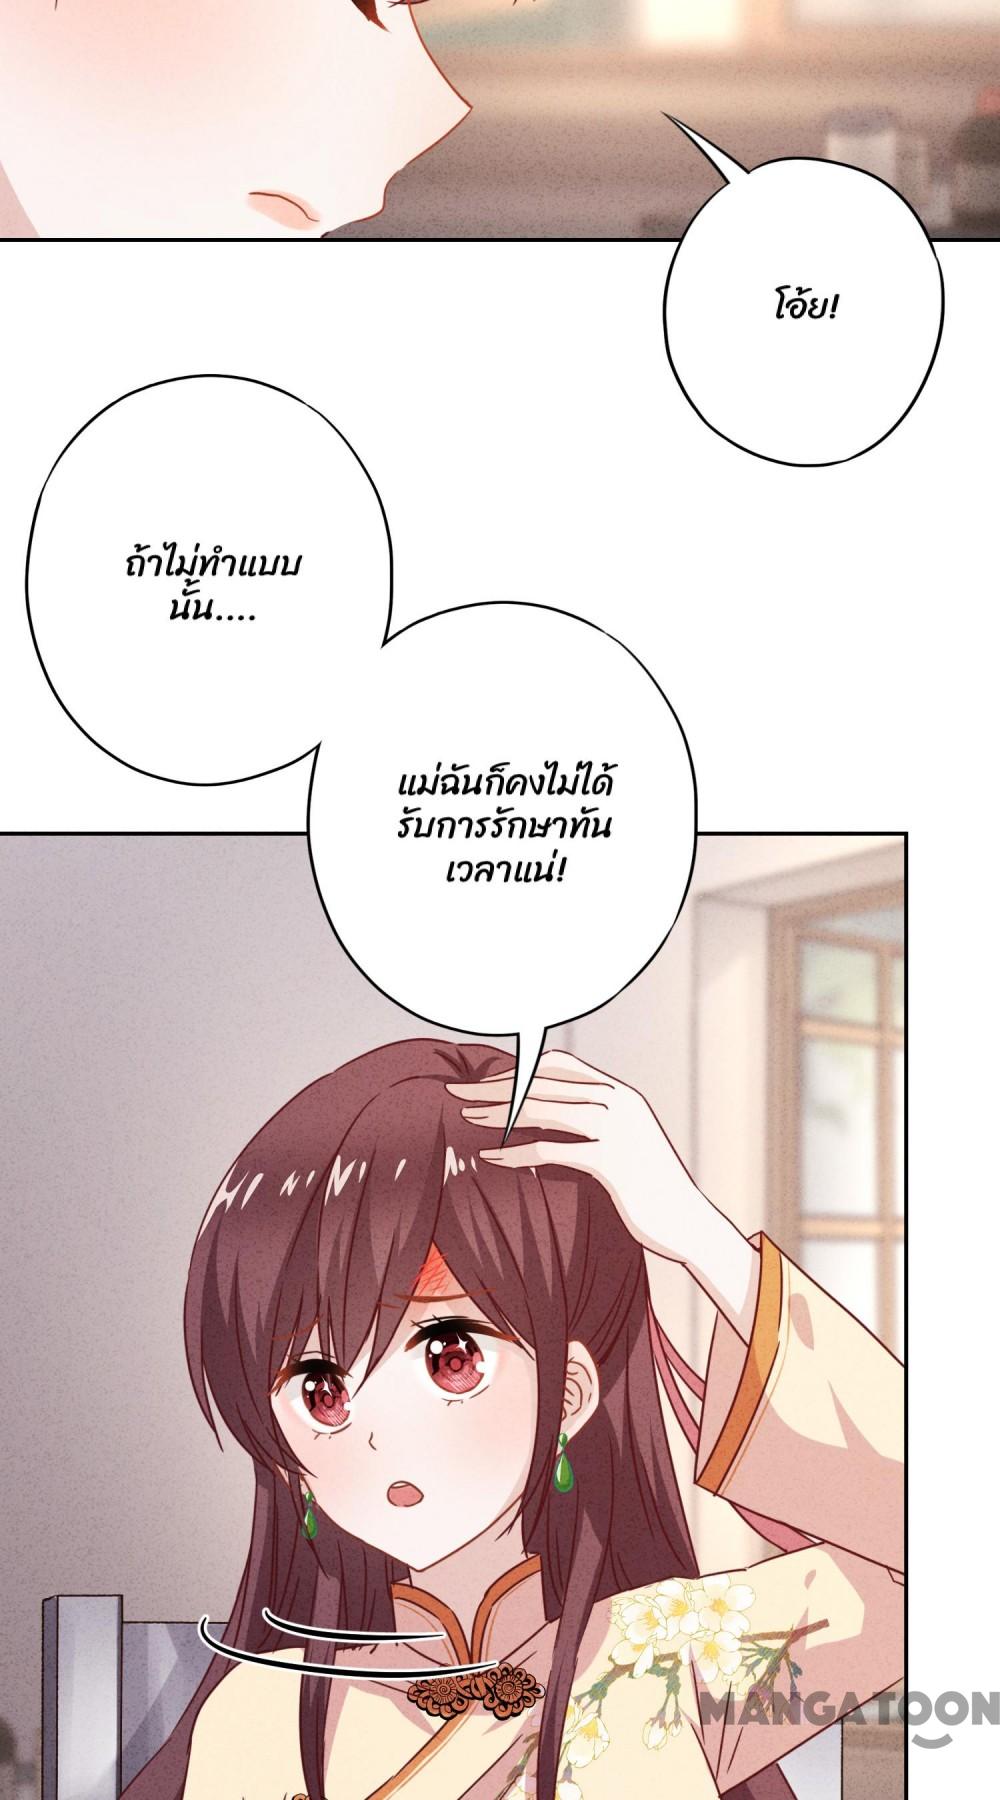 โอ้ย!
ถ้าไม่ทำแบบ
นั้น....
แม่ฉันก็คงไม่ได้
รับการรักษาทัน
เวลาแน่!
MANGATOON